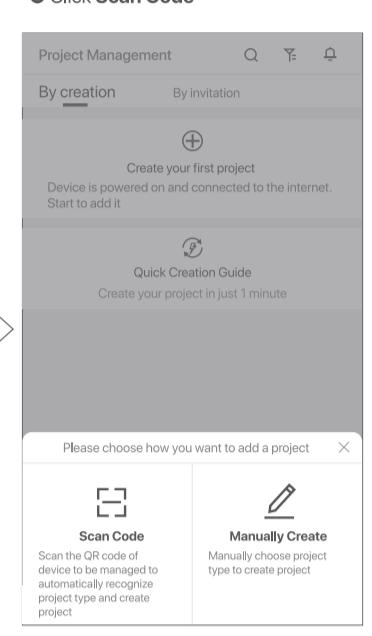 Click Scan Code
Project Management
By creation
By invitation
Create your first project
Device is powered on and connected to the internet.
Start to add it
Quick Creation Guide
Create your project in just 1 minute
Please choose how you want to add a project
Scan Code
Scan the QR code of
device to be managed to
automatically recognize
project type and create
project
Manually Create
Manually choose project
type to create project